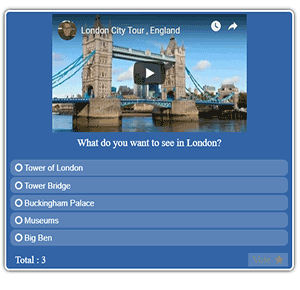 London City Tour , England
What do you want to see in London?
Tower of London
Tower Bridge
Buckingham Palace
Museums
Big Ben
Total : 3
Vote